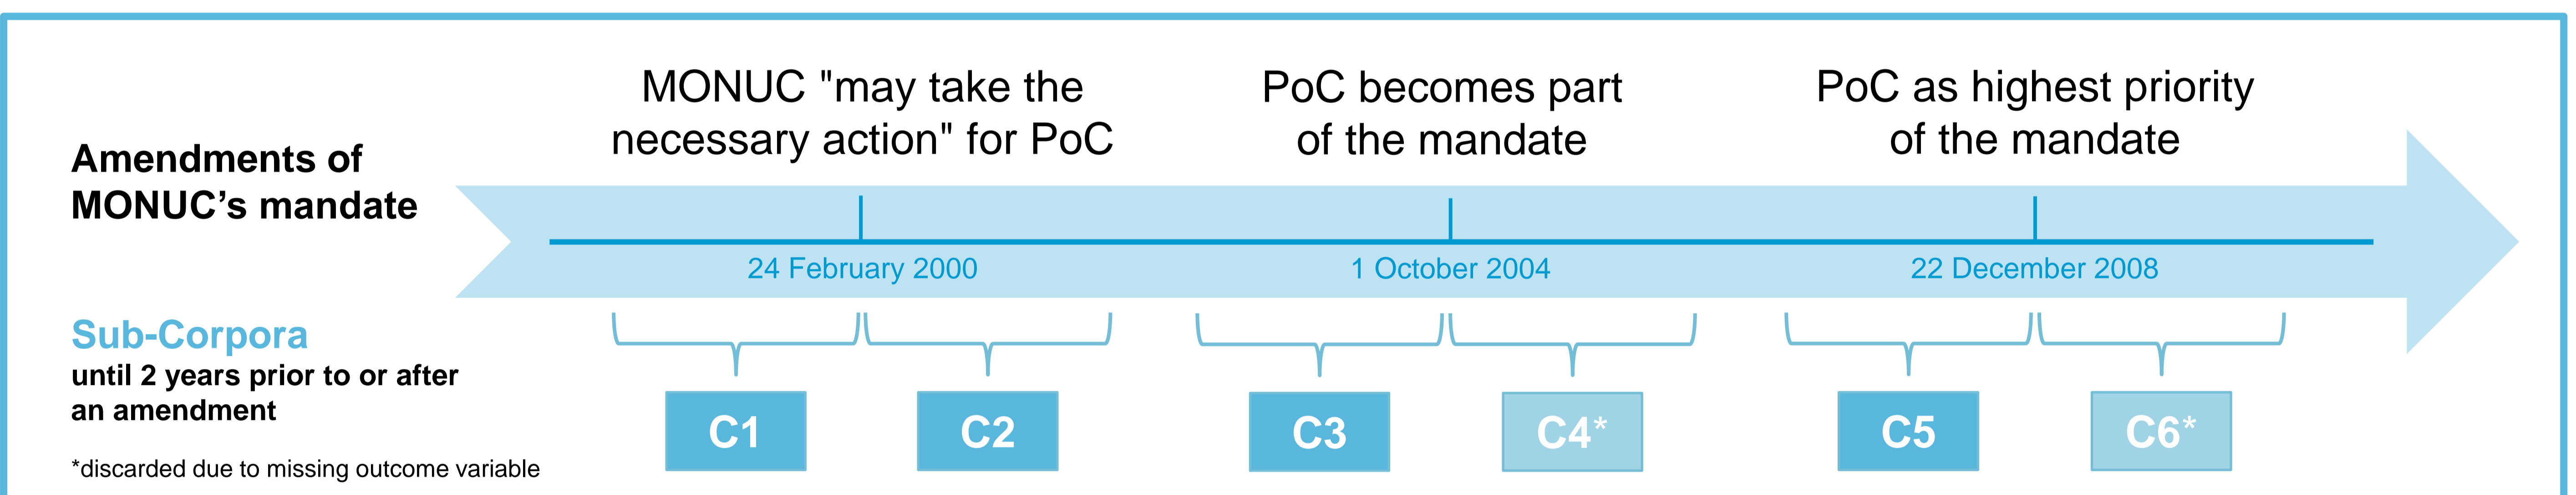 MONUC "may take the
necessary action" for PoC
PoC becomes part
of the mandate
PoC as highest priority
of the mandate
Amendments of
MONUC’s mandate
24 February 2000
1 October 2004
22 December 2008
Sub-Corpora
until 2 years prior to or after
an amendment
*discarded due to missing outcome variable
C1
C2
C3
C4*
C5
C6*